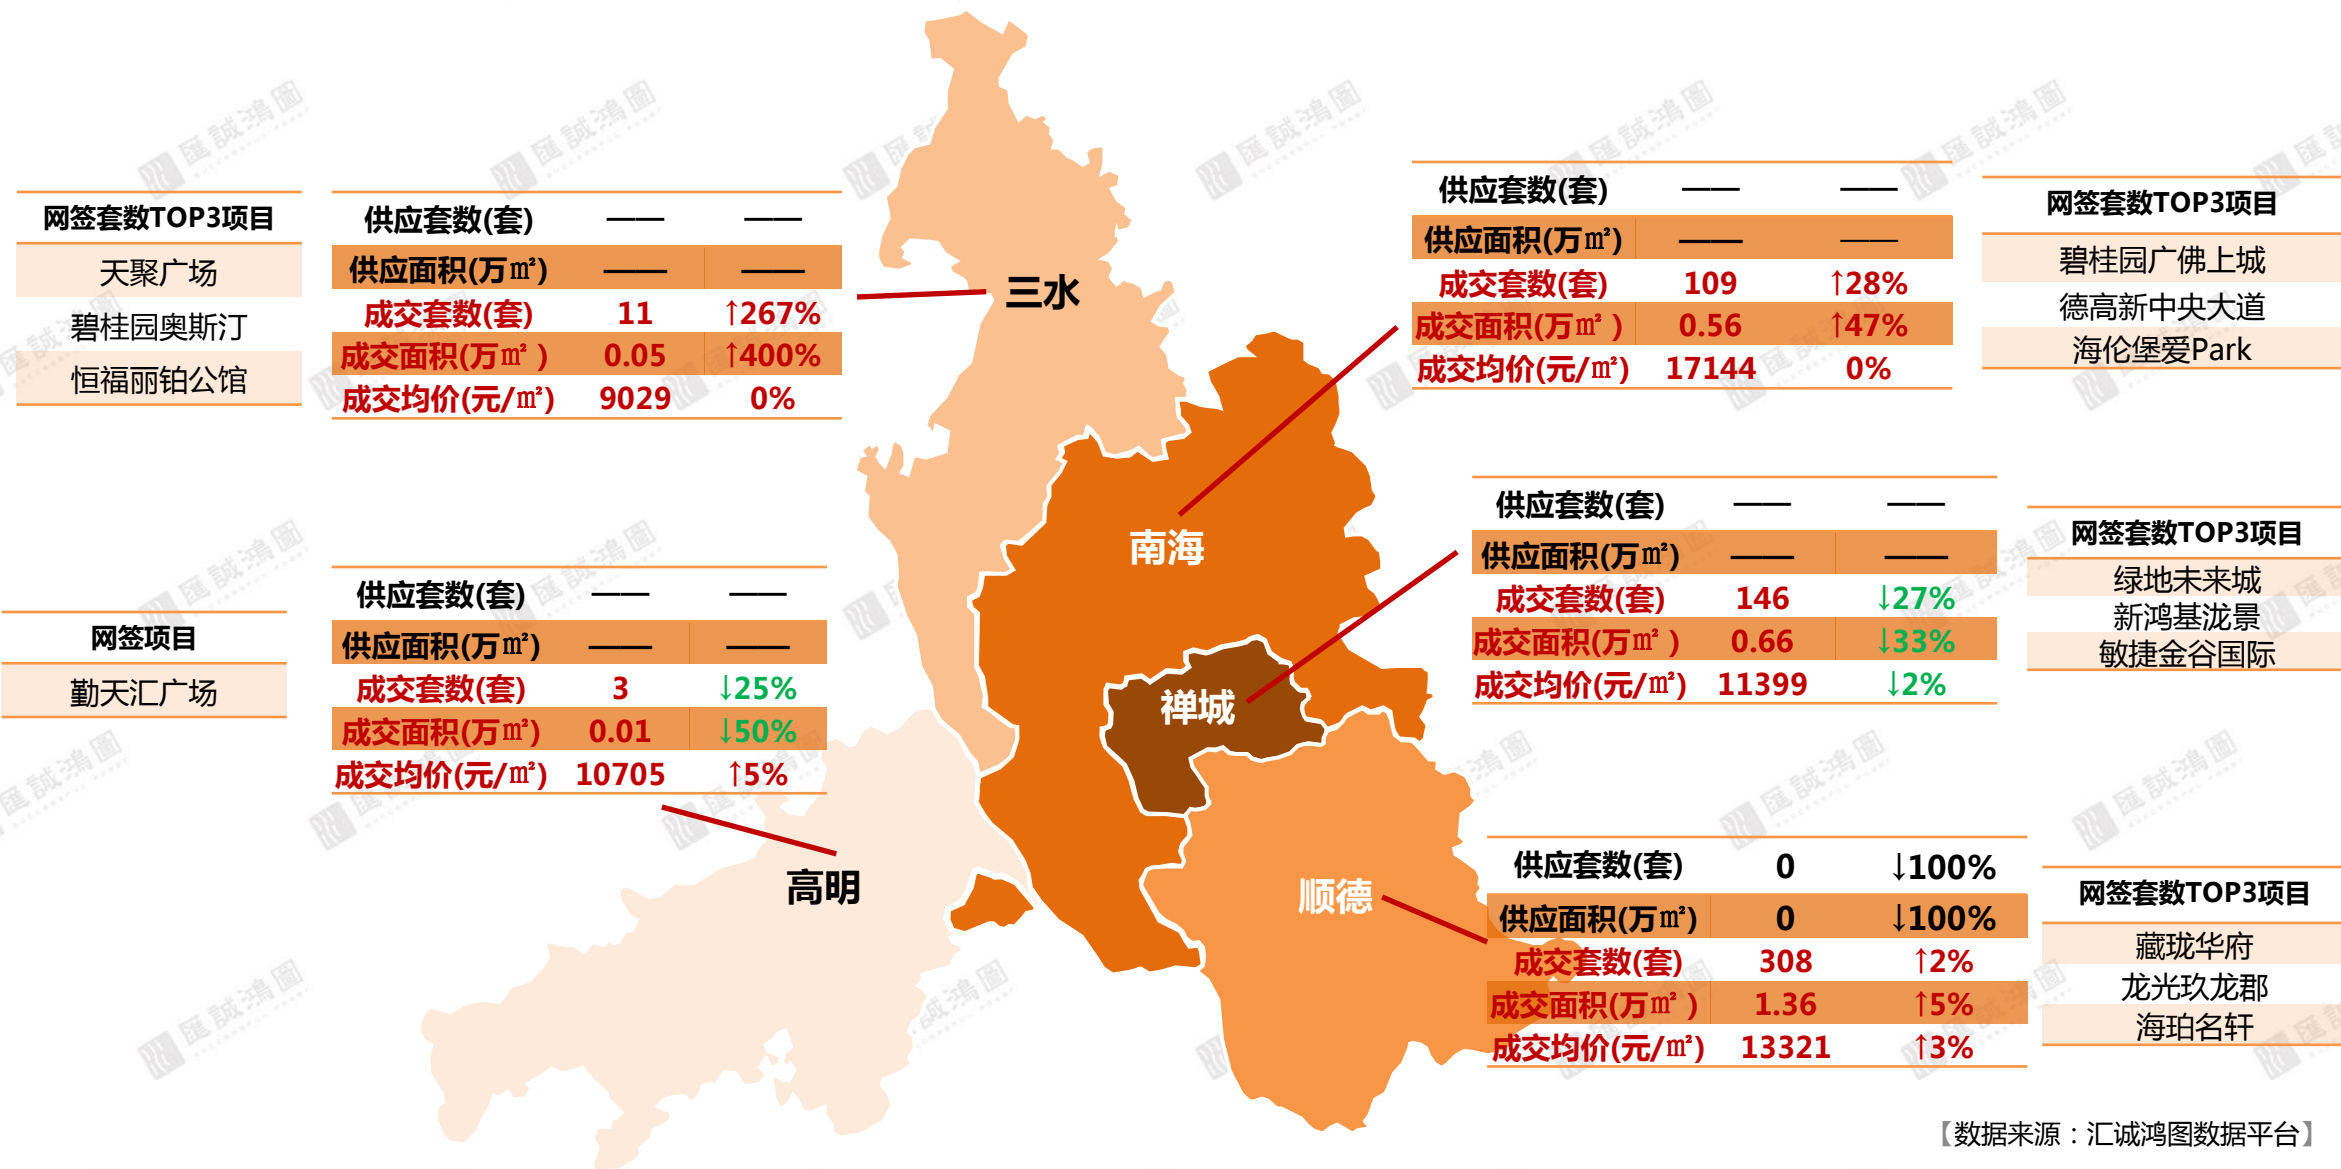 网签套数TOP3项目
天聚广场
碧桂园奥斯汀
恒福丽铂公馆
供应套数(套) —— ——
供应面积(万㎡) —— ——
成交套数(套) 11 ↑267%
成交面积(万㎡) 0.05 ↑400%
成交均价(元/㎡) 9029 0%
三水
供应套数(套) —— ——
供应面积(万㎡) —— ——
成交套数(套) 109 ↑28%
成交面积(万㎡) 0.56 ↑47%
成交均价(元/㎡) 17144 0%
网签套数TOP3项目
碧桂园广佛上城
德高新中央大道
海伦堡爱Park
南海
供应套数(套) —— ——
供应面积(万㎡) —— ——
成交套数(套) 146 ↓27%
成交面积(万㎡) 0.66 ↓33%
成交均价(元/㎡) 11399 ↓2%
网签套数TOP3项目
绿地未来城
新鸿基泷景
敏捷金谷国际
禅城
网签项目
勤天汇广场
供应套数(套) —— ——
供应面积(万㎡) —— ——
成交套数(套) 3 ↓25%
成交面积(万㎡) 0.01 ↓50%
成交均价(元/㎡) 10705 ↑5%
高明
顺德
供应套数(套) 0 ↓100%
供应面积(万㎡) 0 ↓100%
成交套数(套) 308 ↑2%
成交面积(万㎡) 1.36 ↑5%
成交均价(元/㎡) 13321 ↑3%
网签套数TOP3项目
藏珑华府
龙光玖龙郡
海珀名轩
【数据来源：汇诚鸿图数据平台】
匯誠鴻圖